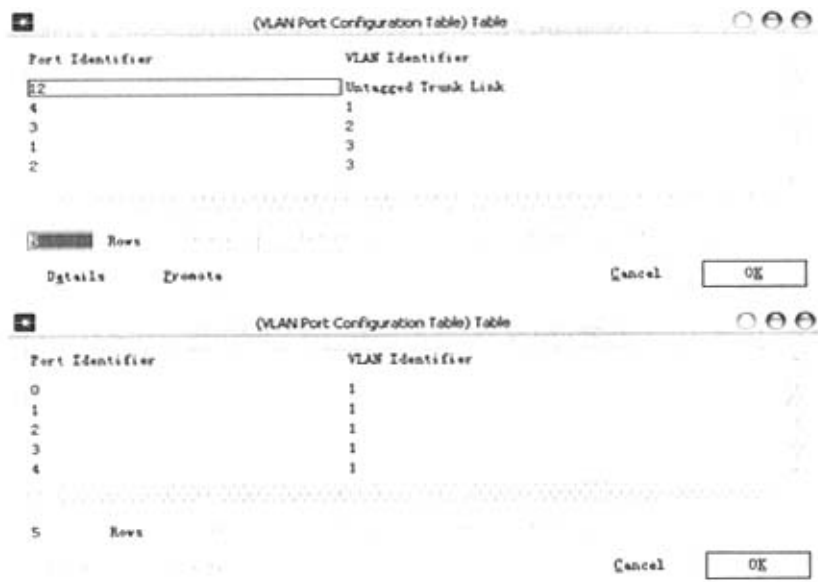 (VLAN Port Configuration Table) Table
Port Identifier VLAN Identifier
12 Untagged Trunk Link
4 1
3 2
1 3
2 3
Rows
Details Promote Cancel OK
(VLAN Port Configuration Table) Table
Port Identifier VLAN Identifier
0 1
1 1
2 1
3 1
4 1
5 Rows
Cancel OK